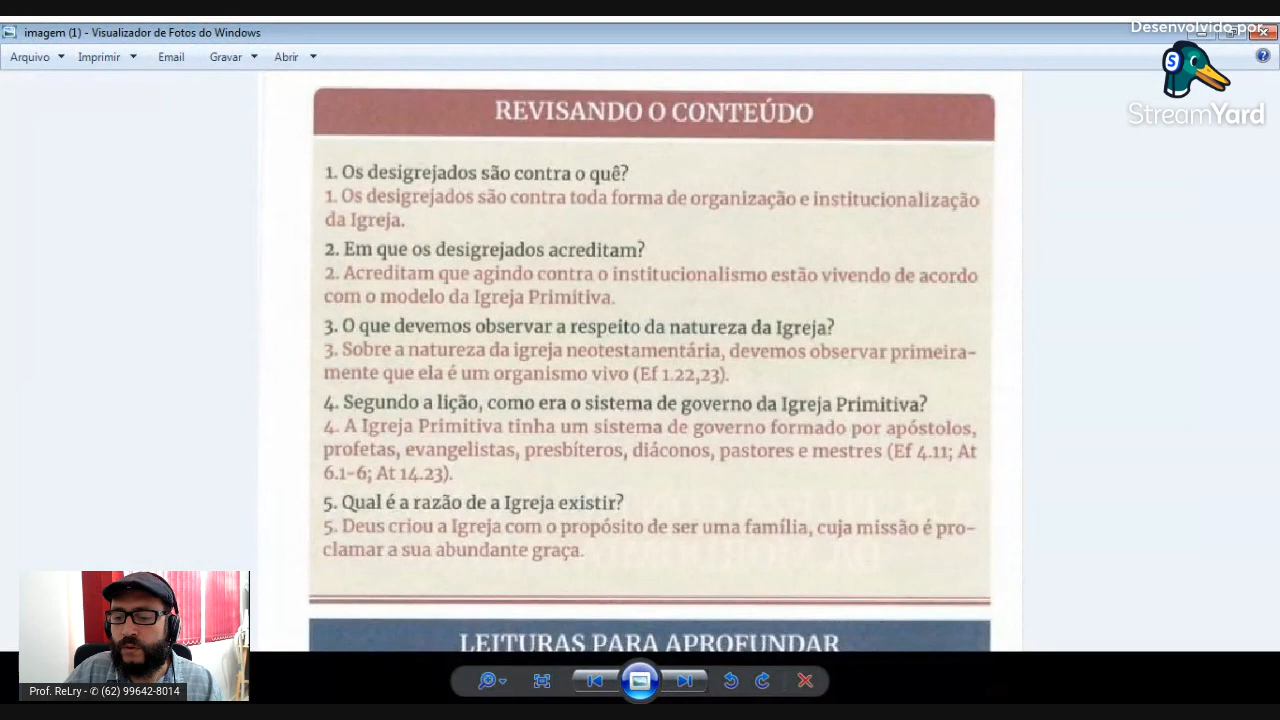 imagem (1) - Visualizador de Fotos do Windows
Desenvolvido por
Arquivo Imprimir Email Gravar Abrir
S
StreamYard
REVISANDO O CONTEÚDO
1. Os desigrejados são contra o quê?
1. Os desigrejados são contra toda forma de organização e institucionalização
da Igreja.
2. Em que os desigrejados acreditam?
2. Acreditam que agindo contra o institucionalismo estão vivendo de acordo
com o modelo da Igreja Primitiva.
3. O que devemos observar a respeito da natureza da Igreja?
3. Sobre a natureza da igreja neotestamentária, devemos observar primeira-
mente que ela é um organismo vivo (Ef 1.22,23).
4. Segundo a lição, como era o sistema de governo da Igreja Primitiva?
4. A Igreja Primitiva tinha um sistema de governo formado por apóstolos,
profetas, evangelistas, presbíteros, diáconos, pastores e mestres (Ef 4.11; At
6.1-6; At 14.23).
5. Qual é a razão de a Igreja existir?
5. Deus criou a Igreja com o propósito de ser uma família, cuja missão é pro-
clamar a sua abundante graça.
LEITURAS PARA APROFUNDAR
Prof. ReLry - ✆ (62) 99642-8014